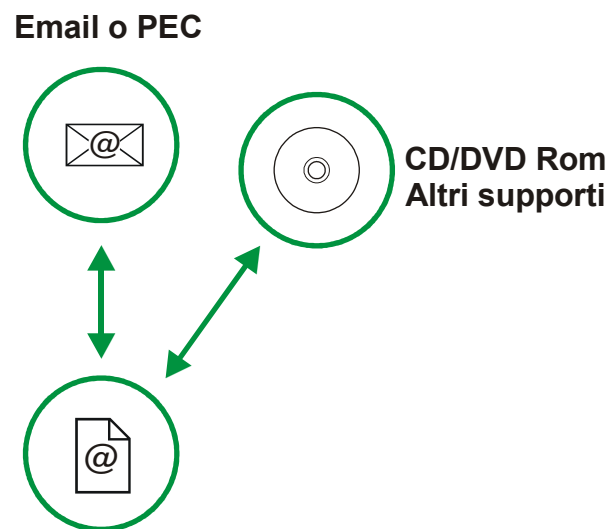 Email o PEC
@
CD/DVD Rom
Altri supporti
@